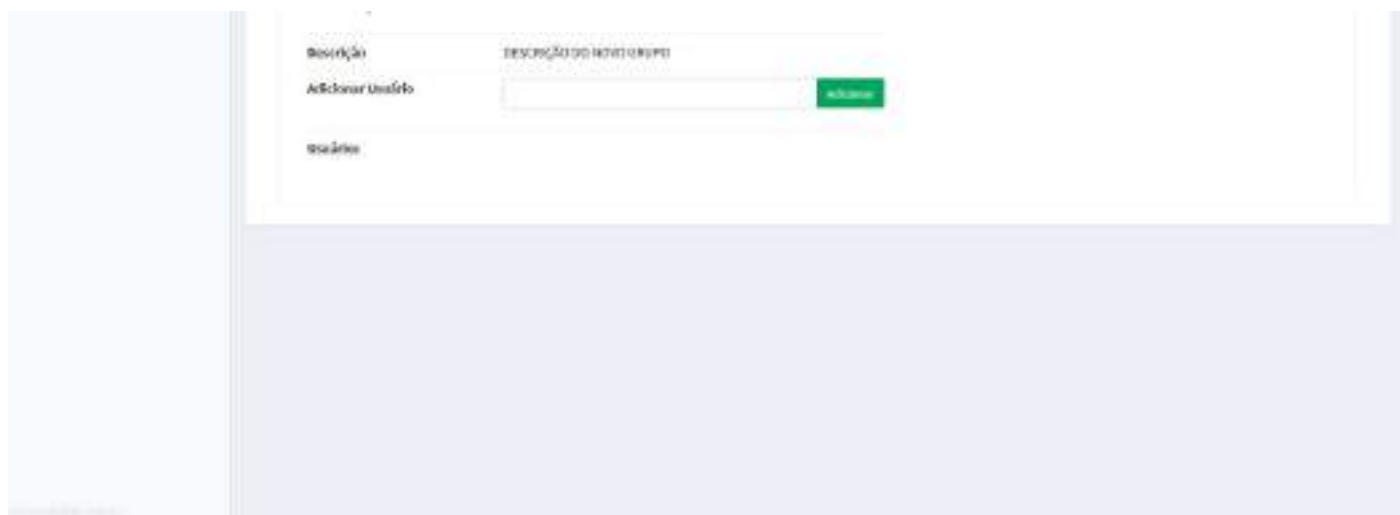 Descrição
DESCRIÇÃO DO NOVO GRUPO
Adicionar Usuário
Adicionar
Usuários